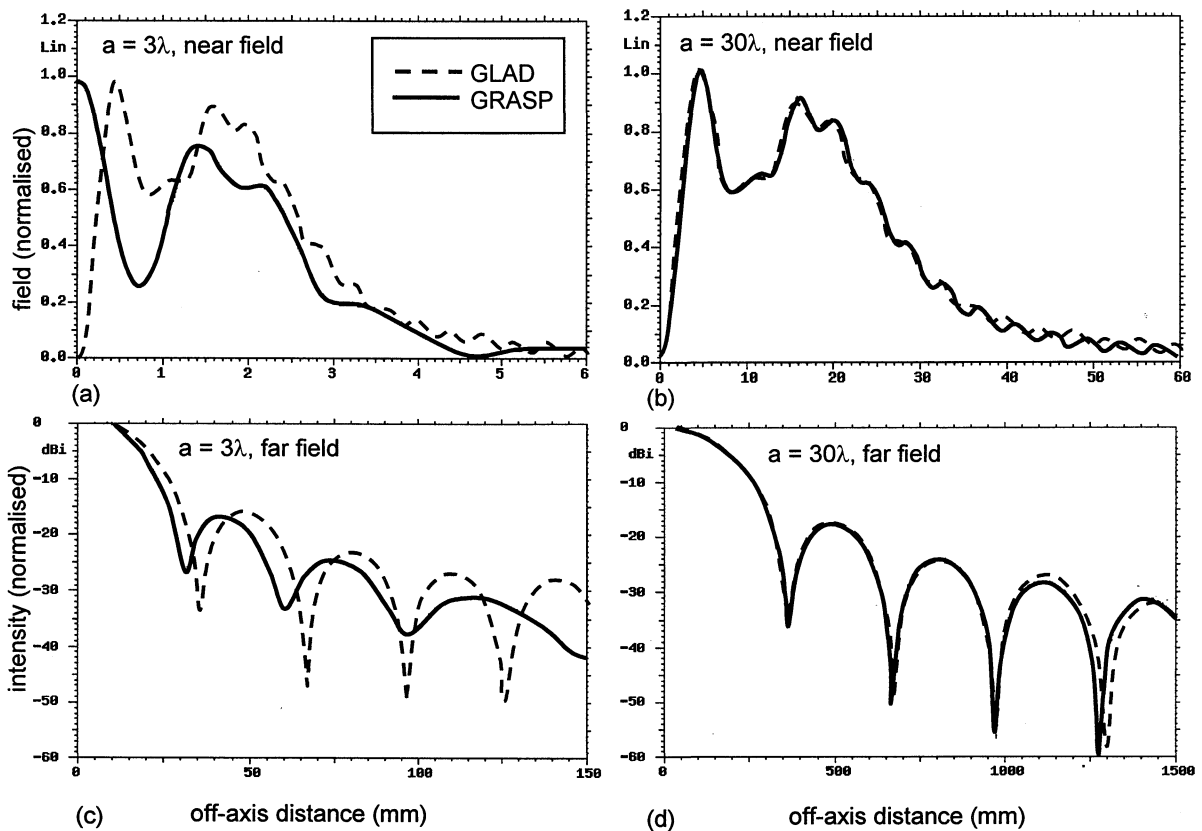 1.2
Lin
a = 3λ, near field
1.0
0.8
0.6
0.4
0.2
0.0
field (normalised)
GLAD
GRASP
0 1 2 3 4 5 6
(a)
1.2
Lin
a = 30λ, near field
1.0
0.8
0.6
0.4
0.2
0.0
0 10 20 30 40 50 60
(b)
0
dBi
a = 3λ, far field
-10
-20
-30
-40
-50
-60
intensity (normalised)
0 50 100 150
(c)
off-axis distance (mm)
0
dBi
a = 30λ, far field
-10
-20
-30
-40
-50
-60
0 500 1000 1500
(d)
off-axis distance (mm)